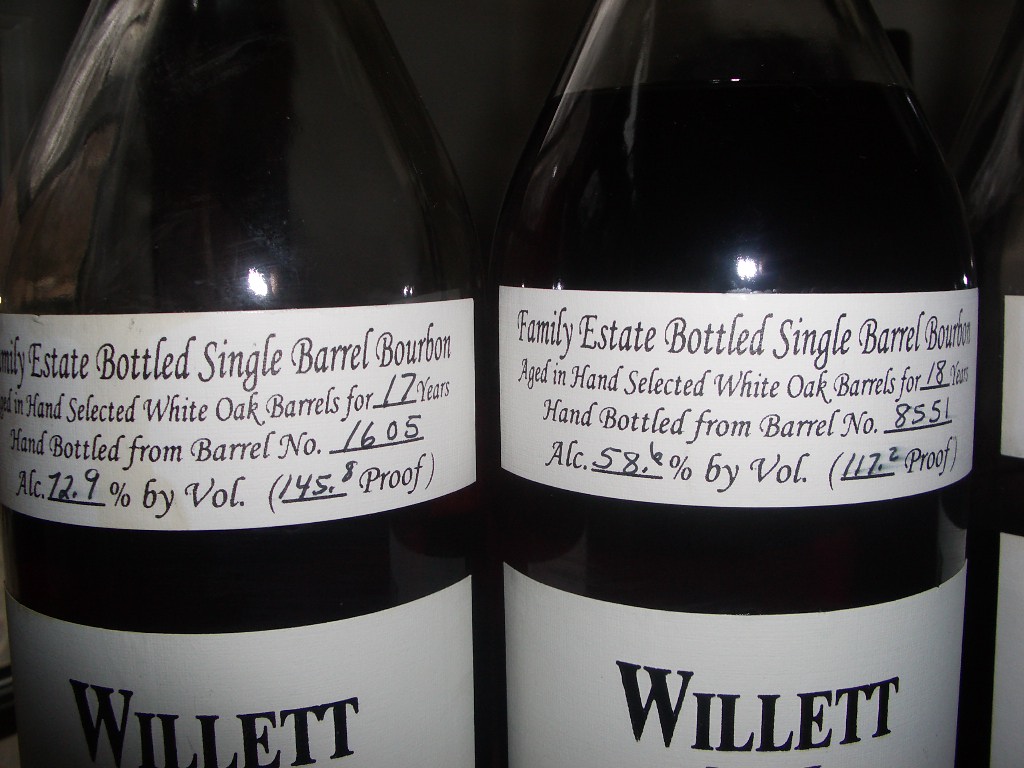 mily Estate Bottled Single Barrel Bourbon
ed in Hand Selected White Oak Barrels for 17 Years
Hand Bottled from Barrel No. 1605
Alc. 72.9 % by Vol. (145.8 Proof)
WILLETT
Family Estate Bottled Single Barrel Bourbon
Aged in Hand Selected White Oak Barrels for 18 Years
Hand Bottled from Barrel No. 8551
Alc. 58.6 % by Vol. (117.2 Proof)
WILLETT